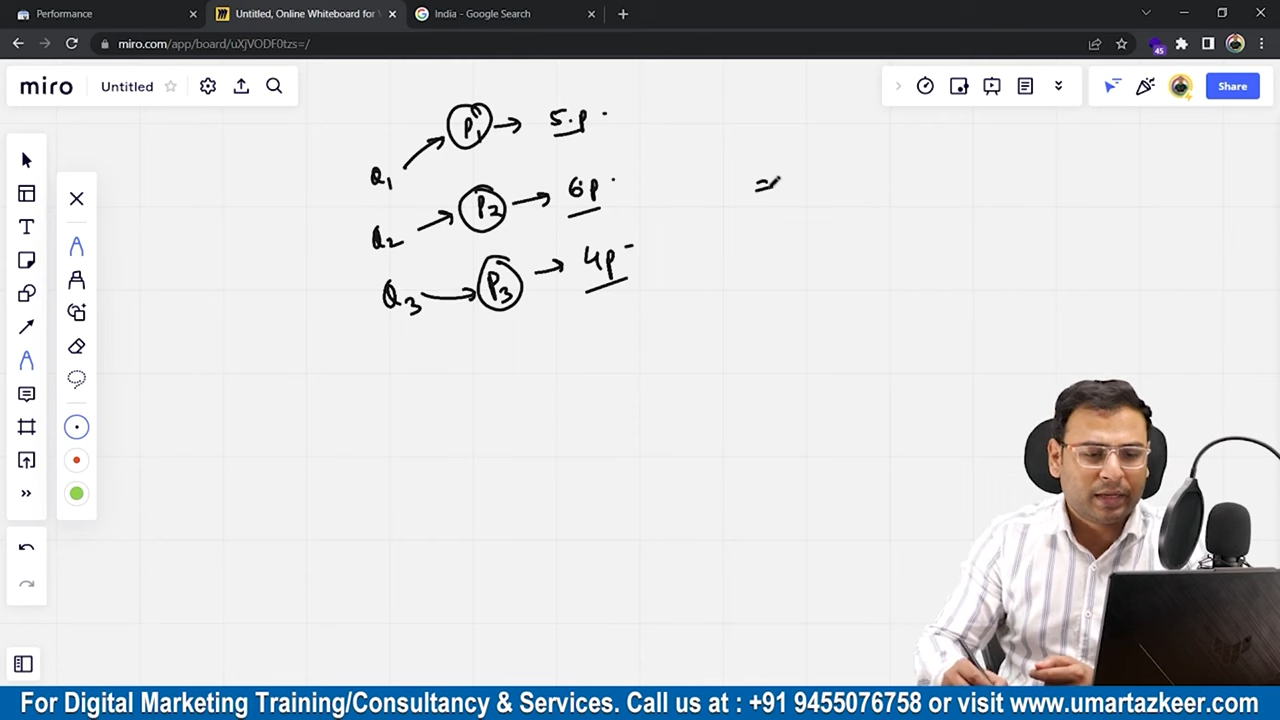 Performance
Untitled, Online Whiteboard for
India - Google Search
miro.com/app/board/uXjVODF0tzs=/
45
miro
Untitled
Share
P1 → 5.p
Q1
Q2 → P2 → 6p
Q3 → P3 → 4p
=
For Digital Marketing Training/Consultancy & Services. Call us at : +91 9455076758 or visit www.umartazkeer.com